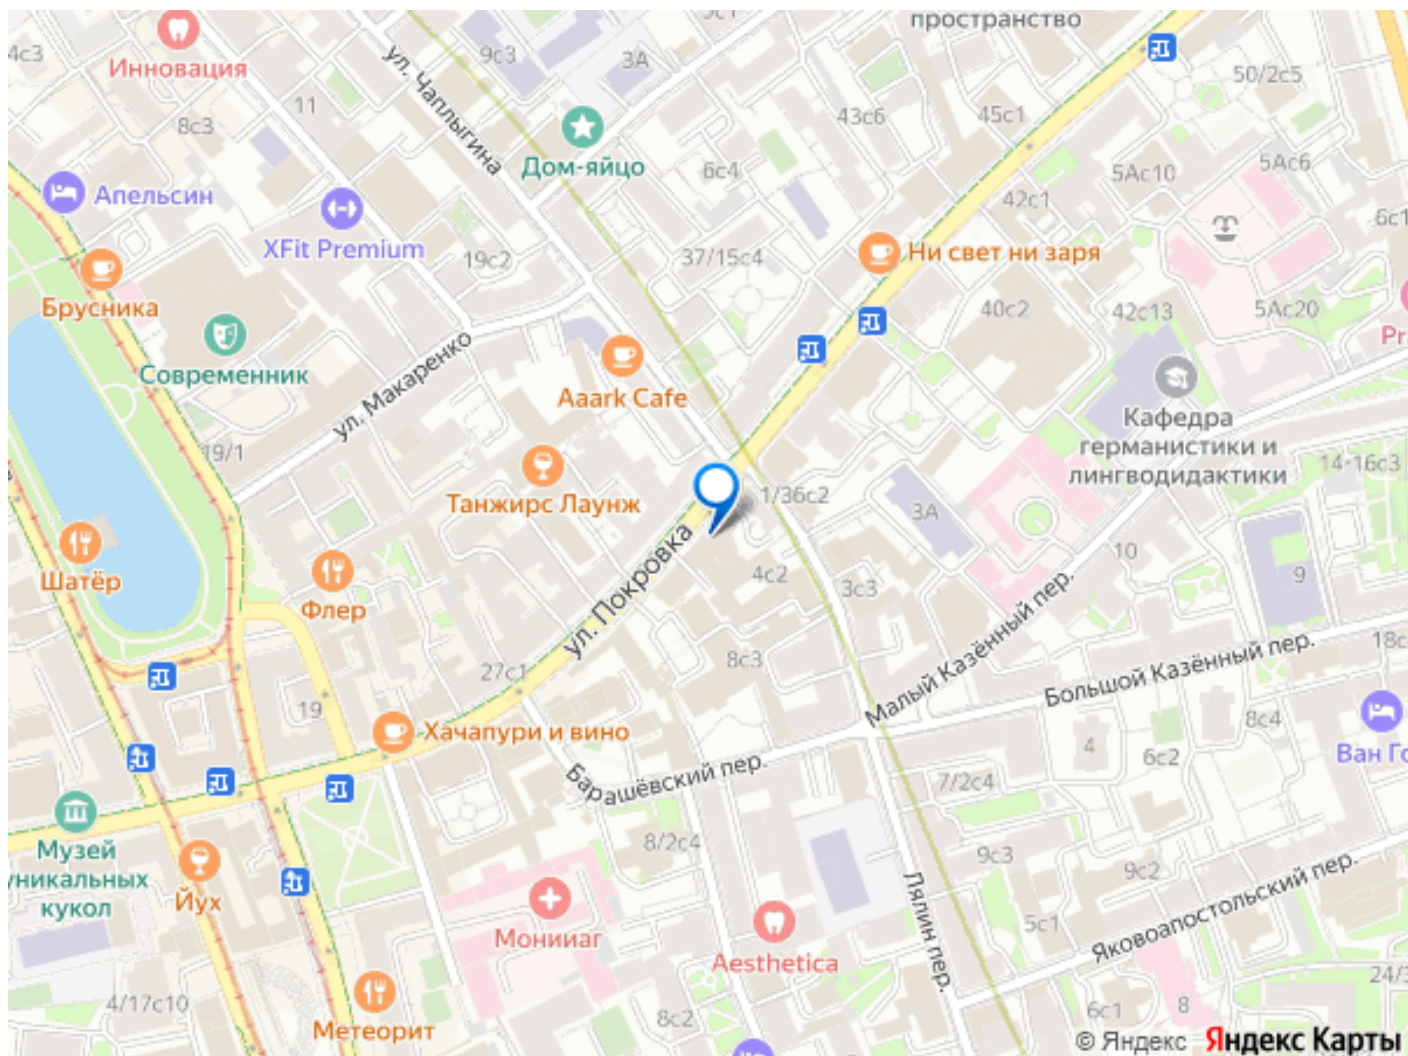 пространство
4с3
Инновация
9с3
3А
50/2с5
11
8с3
ул. Чаплыгина
43с6
45с1
Дом-яйцо
6с4
5Ас10
5Ас6
Апельсин
42с1
6с1
XFit Premium
19с2
37/15с4
Ни свет ни заря
Брусника
40с2
42с13
5Ас20
Современник
ул. Макаренко
Aaark Cafe
Кафедра
германистики и
лингводидактики
19/1
14-16с3
Танжирс Лаунж
1/36с2
3А
Шатёр
Флер
ул. Покровка
4с2
3с3
10
9
Малый Казённый пер.
Большой Казённый пер.
27с1
8с3
19
Хачапури и вино
Барашёвский пер.
4
6с2
8с4
7/2с4
Музей
уникальных
кукол
Йух
8/2с4
9с3
9с2
Лялин пер.
Яковоапостольский пер.
Мониииаг
Aesthetica
5с1
4/17с10
Метеорит
8с2
6с1
8
24/3
© Яндекс Яндекс Карты